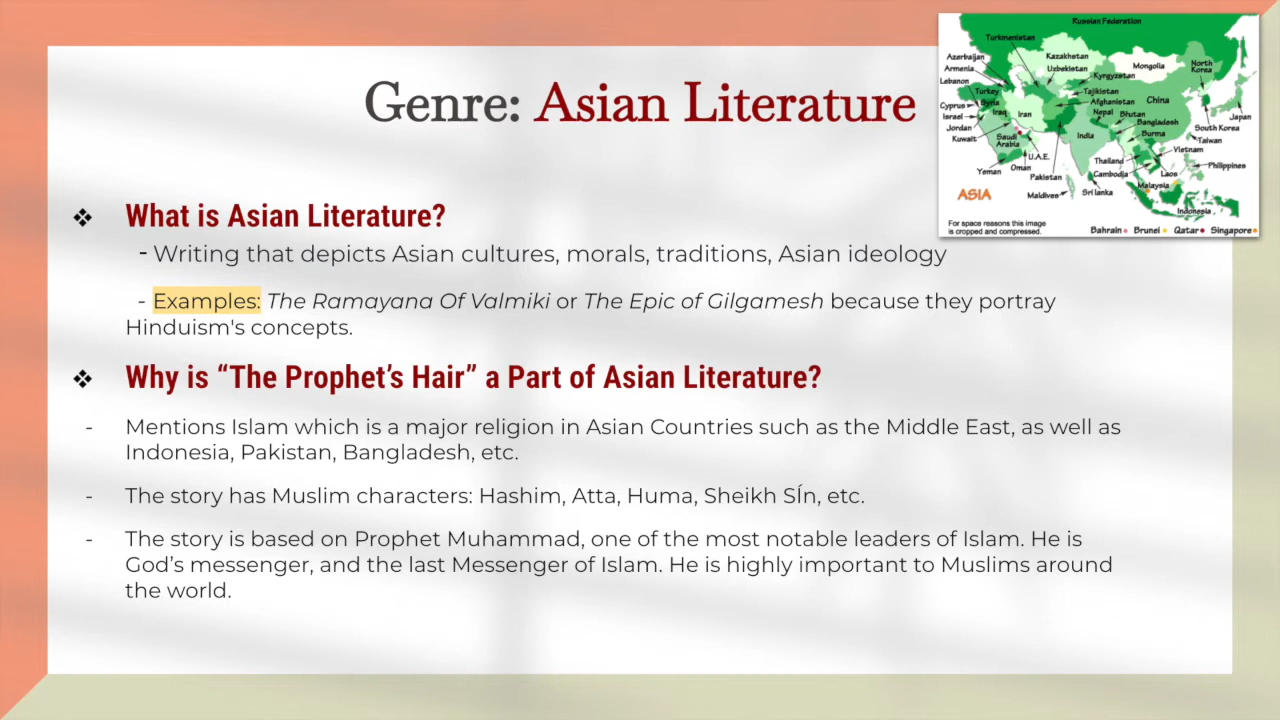 Genre: Asian Literature
Russian Federation
Turkmenistan
Azerbaijan
Kazakhstan
Armenia
Uzbekistan
Mongolia
North
Korea
Lebanon
Kyrgyzstan
Turkey
Tajikistan
Cyprus
Syria
Afghanistan
China
Israel
Iraq
Iran
Nepal
Bhutan
Japan
Jordan
Bangladesh
South Korea
Kuwait
Saudi
Arabia
India
Burma
Taiwan
U.A.E.
Vietnam
Yemen
Oman
Thailand
Philippines
Pakistan
Cambodia
Laos
ASIA
Maldives
Sri lanka
Malaysia
Indonesia
For space reasons this image
is cropped and compressed.
Bahrain Brunei Qatar Singapore
❖ What is Asian Literature?
- Writing that depicts Asian cultures, morals, traditions, Asian ideology
- Examples: The Ramayana Of Valmiki or The Epic of Gilgamesh because they portray
Hinduism's concepts.
❖ Why is “The Prophet’s Hair” a Part of Asian Literature?
- Mentions Islam which is a major religion in Asian Countries such as the Middle East, as well as
Indonesia, Pakistan, Bangladesh, etc.
- The story has Muslim characters: Hashim, Atta, Huma, Sheikh SÍn, etc.
- The story is based on Prophet Muhammad, one of the most notable leaders of Islam. He is
God’s messenger, and the last Messenger of Islam. He is highly important to Muslims around
the world.